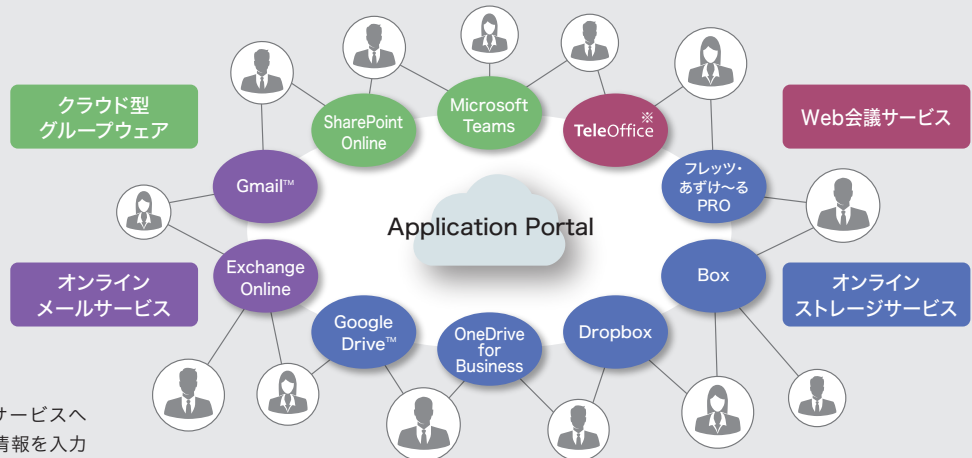 クラウド型
グループウェア
SharePoint
Online
Microsoft
Teams
※
TeleOffice
Web会議サービス
Gmail™
フレッツ・
あずけ〜る
PRO
Application Portal
オンライン
メールサービス
Exchange
Online
Box
オンライン
ストレージサービス
Google
Drive™
OneDrive
for
Business
Dropbox
サービスへ
情報を入力